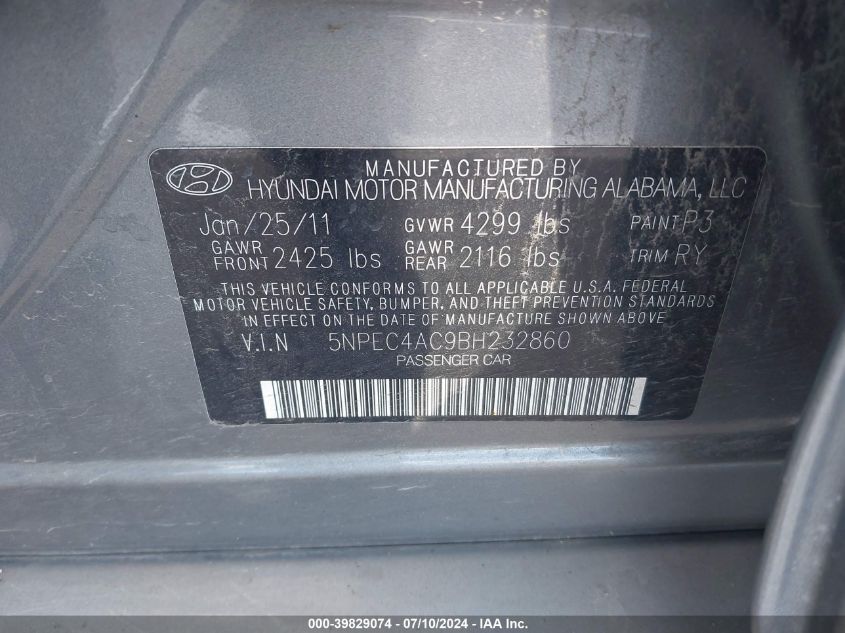 MANUFACTURED BY
HYUNDAI MOTOR MANUFACTURING ALABAMA, LLC
Jan/25/11 GVWR 4299 lbs PAINT P3
GAWR FRONT 2425 lbs GAWR REAR 2116 lbs TRIM RY
THIS VEHICLE CONFORMS TO ALL APPLICABLE U.S.A. FEDERAL
MOTOR VEHICLE SAFETY, BUMPER, AND THEFT PREVENTION STANDARDS
IN EFFECT ON THE DATE OF MANUFACTURE SHOWN ABOVE
V.I.N 5NPEC4AC9BH232860
PASSENGER CAR
000-39829074 - 07/10/2024 - IAA Inc.